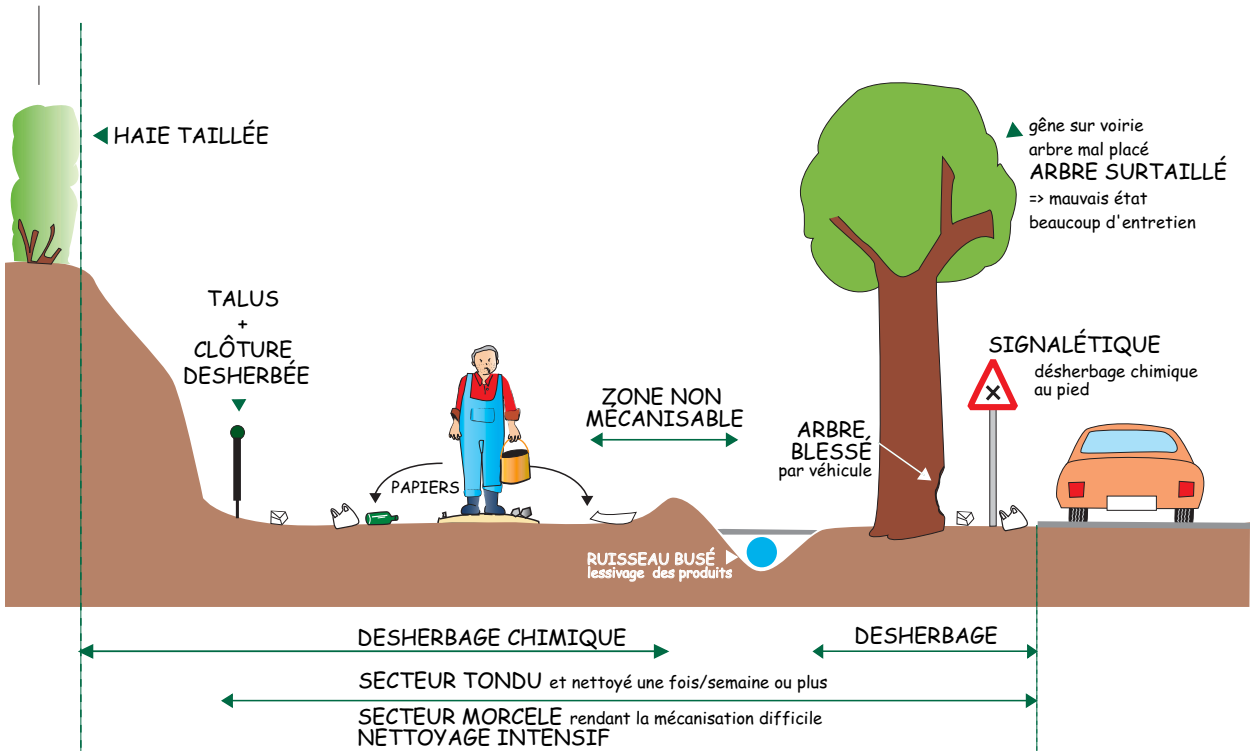 HAIE TAILLÉE
gêne sur voirie
arbre mal placé
ARBRE SURTAILLÉ
=> mauvais état
beaucoup d'entretien
TALUS
+
CLÔTURE
DESHERBÉE
ZONE NON
MÉCANISABLE
SIGNALÉTIQUE
désherbage chimique
au pied
ARBRE
BLESSÉ
par véhicule
PAPIERS
RUISSEAU BUSÉ
lessivage des produits
DESHERBAGE CHIMIQUE
DESHERBAGE
SECTEUR TONDU et nettoyé une fois/semaine ou plus
SECTEUR MORCELE rendant la mécanisation difficile
NETTOYAGE INTENSIF